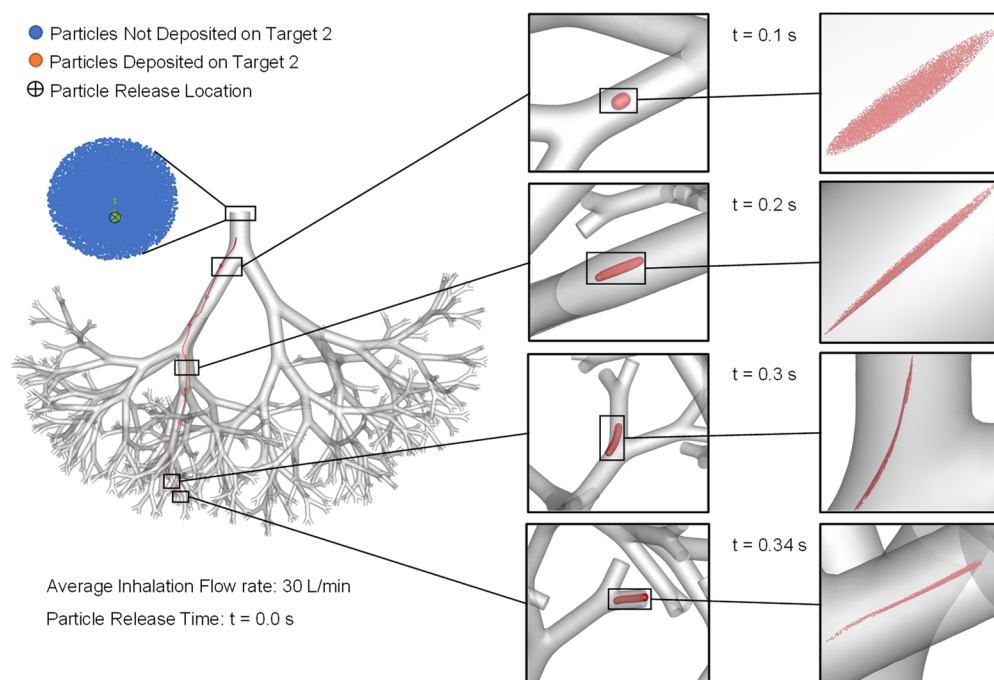 Particles Not Deposited on Target 2
Particles Deposited on Target 2
Particle Release Location
t = 0.1 s
t = 0.2 s
t = 0.3 s
t = 0.34 s
Average Inhalation Flow rate: 30 L/min
Particle Release Time: t = 0.0 s